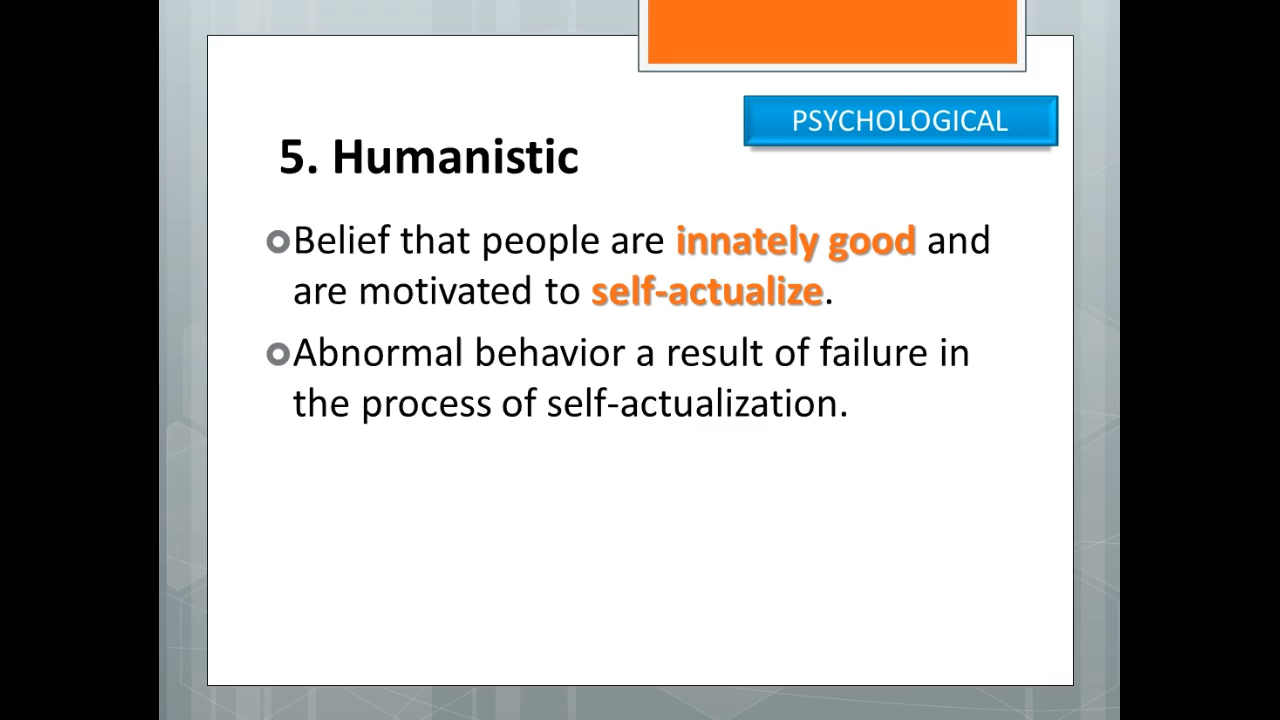 PSYCHOLOGICAL
5. Humanistic
Belief that people are innately good and
are motivated to self-actualize.
Abnormal behavior a result of failure in
the process of self-actualization.